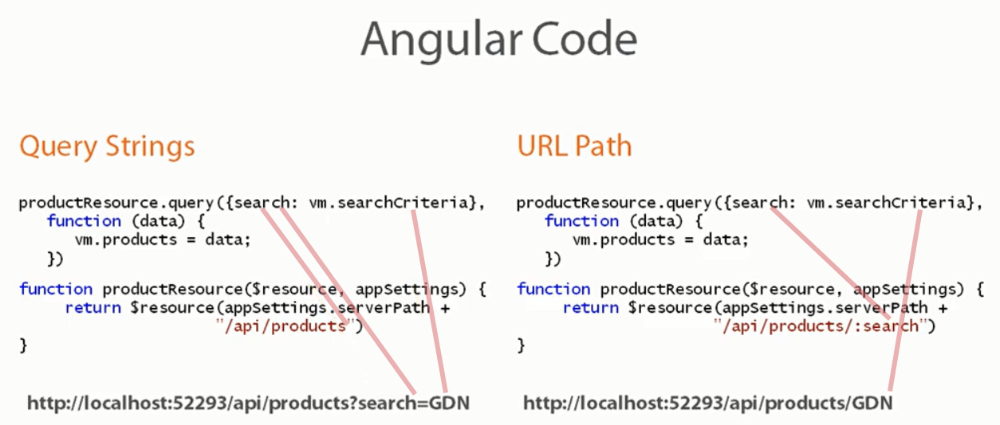 Angular Code
Query Strings
productResource.query({search: vm.searchCriteria},
function (data) {
vm.products = data;
})
function productResource($resource, appSettings) {
return $resource(appSettings.serverPath +
"/api/products")
}
http://localhost:52293/api/products?search=GDN
URL Path
productResource.query({search: vm.searchCriteria},
function (data) {
vm.products = data;
})
function productResource($resource, appSettings) {
return $resource(appSettings.serverPath +
"/api/products/:search")
}
http://localhost:52293/api/products/GDN